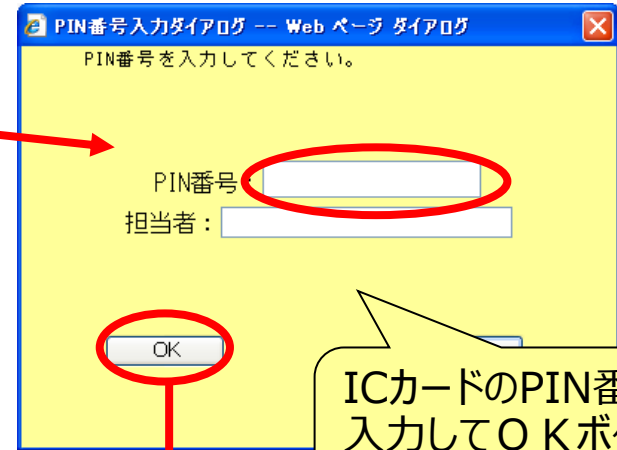 PIN番号入力ダイアログ -- Web ページ ダイアログ
PIN番号を入力してください。
PIN番号
担当者：
OK
ICカードのPIN番
入力してＯＫボ